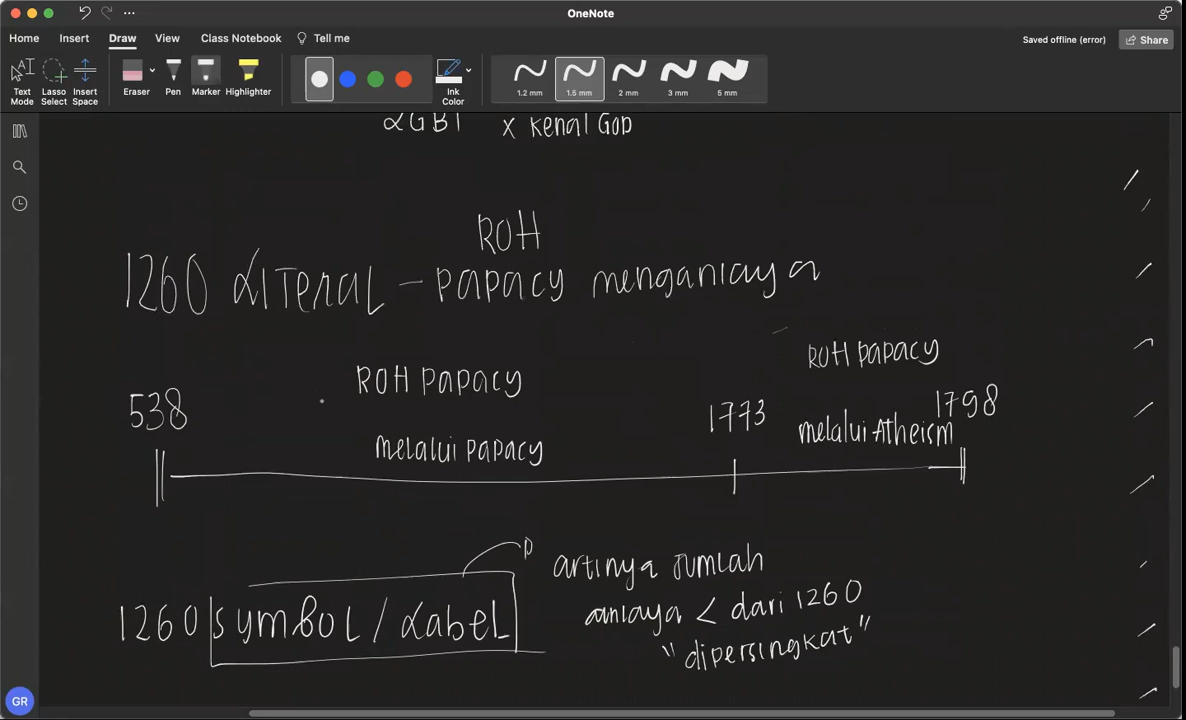 OneNote
Home Insert Draw View Class Notebook Tell me
Saved offline (error) Share
Text Mode
Lasso Select
Insert Space
Eraser
Pen
Marker
Highlighter
Ink Color
1.2 mm
1.5 mm
2 mm
3 mm
5 mm
LGBT x Kenal GOD
ROH
1260 LITERAL - PAPACY menganiaya
ROH PAPACY
ROH PAPACY
538
1773
1798
melalui PAPACY
melalui Atheism
artinya Jumlah
1260 SymBOL / LabeL
aniaya < dari 1260
"dipersingkat"
GR